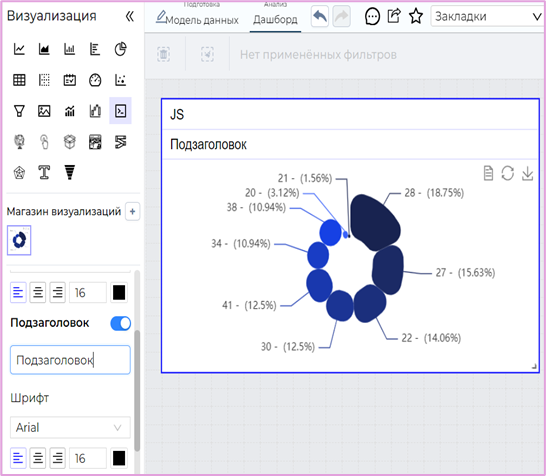 Визуализация
Подготовка
Модель данных
Анализ
Дашборд
Закладки
Нет применённых фильтров
Магазин визуализаций
16
Подзаголовок
Подзаголовок
Шрифт
Arial
16
JS
Подзаголовок
21 - (1.56%)
20 - (3.12%)
38 - (10.94%)
34 - (10.94%)
41 - (12.5%)
30 - (12.5%)
28 - (18.75%)
27 - (15.63%)
22 - (14.06%)